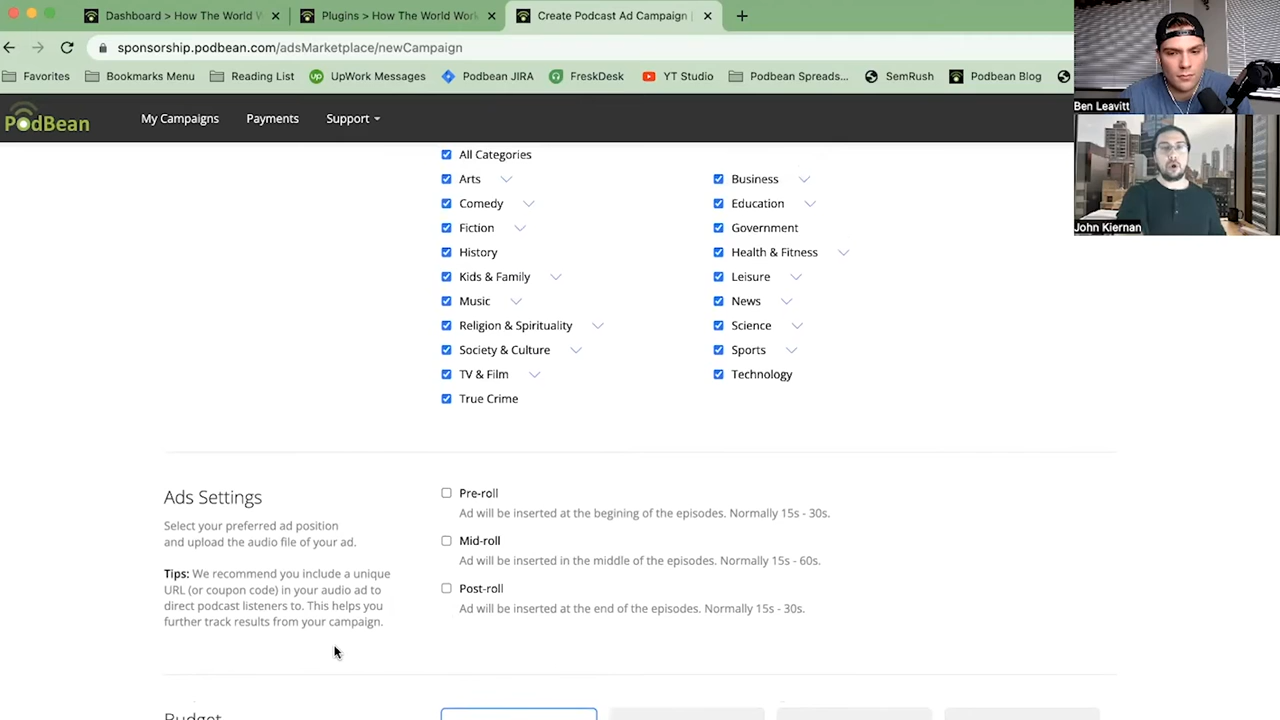 Dashboard > How The World W
Plugins > How The World Work
Create Podcast Ad Campaign |
sponsorship.podbean.com/adsMarketplace/newCampaign
Favorites
Bookmarks Menu
Reading List
UpWork Messages
Podbean JIRA
FreskDesk
YT Studio
Podbean Spreads...
SemRush
Podbean Blog
PodBean
My Campaigns
Payments
Support
Ben Leavitt
John Kiernan
All Categories
Arts
Business
Comedy
Education
Fiction
Government
History
Health & Fitness
Kids & Family
Leisure
Music
News
Religion & Spirituality
Science
Society & Culture
Sports
TV & Film
Technology
True Crime
Ads Settings
Select your preferred ad position
and upload the audio file of your ad.
Tips: We recommend you include a unique
URL (or coupon code) in your audio ad to
direct podcast listeners to. This helps you
further track results from your campaign.
Pre-roll
Ad will be inserted at the begining of the episodes. Normally 15s - 30s.
Mid-roll
Ad will be inserted in the middle of the episodes. Normally 15s - 60s.
Post-roll
Ad will be inserted at the end of the episodes. Normally 15s - 30s.
Budget